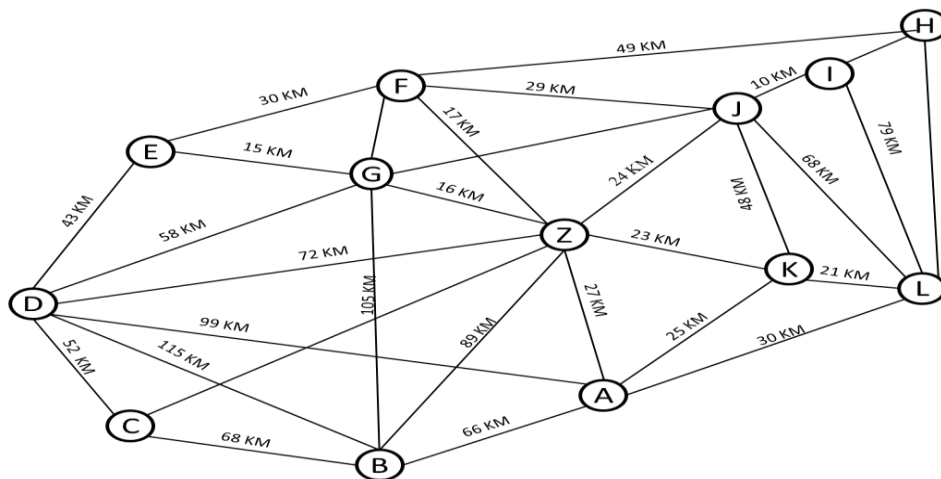 H
49 KM
I
10 KM
F
29 KM
J
30 KM
17 KM
79 KM
E
15 KM
G
24 KM
68 KM
48 KM
16 KM
43 KM
58 KM
Z
23 KM
72 KM
K
21 KM
L
D
105 KM
27 KM
99 KM
89 KM
25 KM
30 KM
52 KM
115 KM
A
C
68 KM
66 KM
B